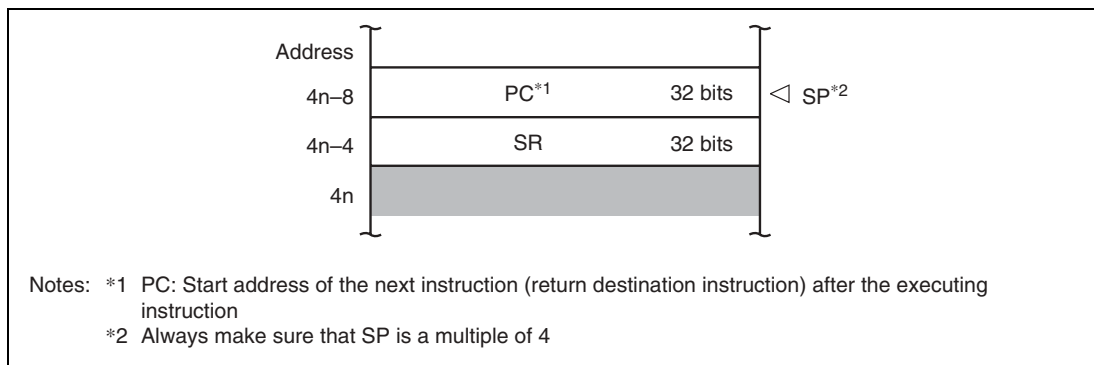 Address
4n–8 PC*1 32 bits ◁ SP*2
4n–4 SR 32 bits
4n
Notes: *1 PC: Start address of the next instruction (return destination instruction) after the executing
instruction
*2 Always make sure that SP is a multiple of 4